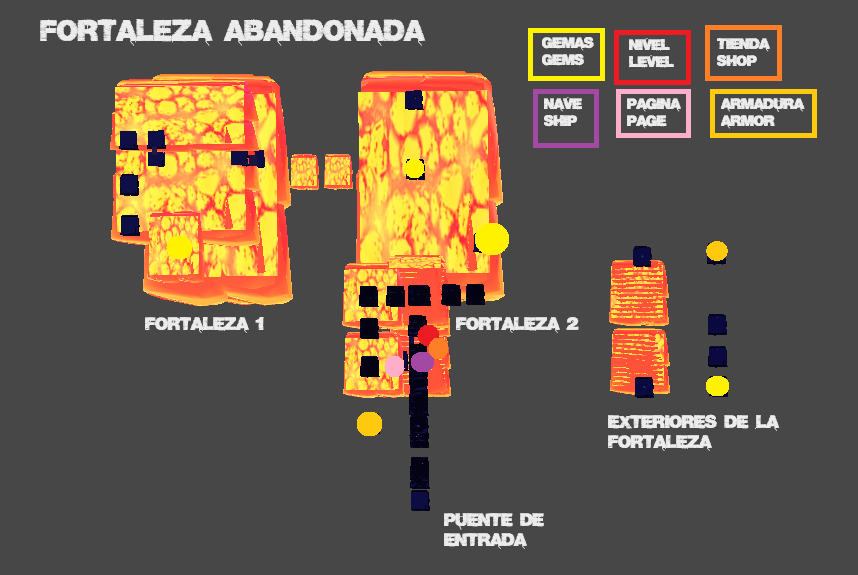 FORTALEZA ABANDONADA
GEMAS
GEMS
NIVEL
LEVEL
TIENDA
SHOP
NAVE
SHIP
PAGINA
PAGE
ARMADURA
ARMOR
FORTALEZA 1
FORTALEZA 2
EXTERIORES DE LA
FORTALEZA
PUENTE DE
ENTRADA